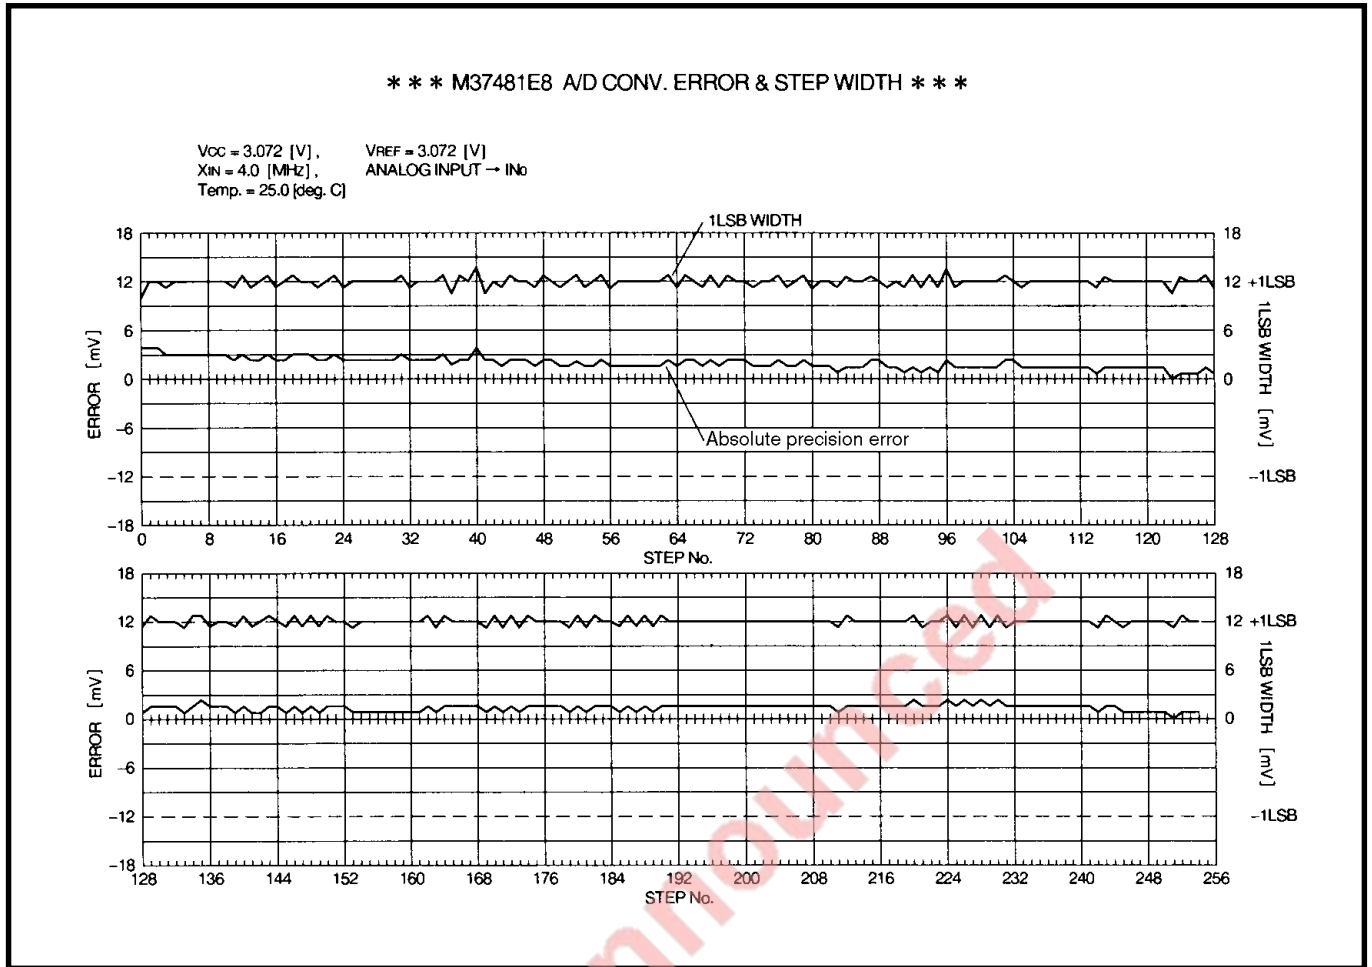 *** M37481E8 A/D CONV. ERROR & STEP WIDTH ***
VCC = 3.072 [V] , VREF = 3.072 [V]
XIN = 4.0 [MHz] , ANALOG INPUT → IN0
Temp. = 25.0 [deg. C]
1LSB WIDTH
18 18
12 12 +1LSB
6 6
0 0
−6
−12 −1LSB
−18
ERROR [mV]
1LSB WIDTH [mV]
Absolute precision error
0 8 16 24 32 40 48 56 64 72 80 88 96 104 112 120 128
STEP No.
18 18
12 12 +1LSB
6 6
0 0
−6
−12 −1LSB
−18
ERROR [mV]
1LSB WIDTH [mV]
128 136 144 152 160 168 176 184 192 200 208 216 224 232 240 248 256
STEP No.
nnounced